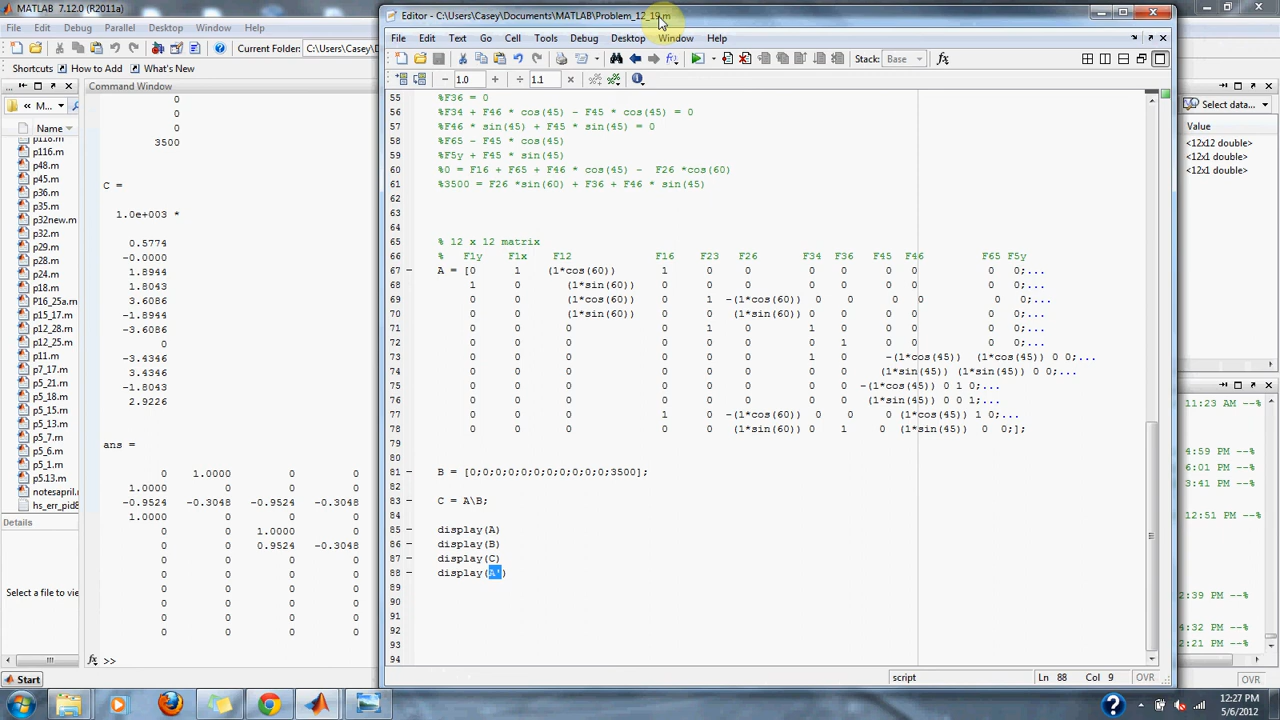 MATLAB 7.12.0 (R2011a)
File Edit Debug Parallel Desktop Window Help
Current Folder: C:\Users\C
Shortcuts How to Add What's New
Command Window
M...
Name
p118.m
p116.m
p48.m
p45.m
p36.m
p35.m
p32new.m
p32.m
p29.m
p28.m
p24.m
p18.m
P16_25a.m
p15_17.m
p12_28.m
p12_25.m
p11.m
p7_17.m
p5_21.m
p5_18.m
p5_15.m
p5_13.m
p5_7.m
p5_6.m
p5_1.m
p5.13.m
notesapril.
hs_err_pid8
Details
Select a file to vie
Start
0
0
0
3500
C =
1.0e+003 *
0.5774
-0.0000
1.8944
1.8043
3.6086
-1.8944
-3.6086
0
-3.4346
3.4346
-1.8043
2.9226
ans =
0 1.0000 0 0
1.0000 0 0 0
-0.9524 -0.3048 -0.9524 -0.3048
1.0000 0 0 0
0 0 1.0000 0
0 0 0.9524 -0.3048
0 0 0 0
0 0 0 0
0 0 0 0
0 0 0 0
0 0 0 0
0 0 0 0
fx >>
Editor - C:\Users\Casey\Documents\MATLAB\Problem_12_19.m
File Edit Text Go Cell Tools Debug Desktop Window Help
Stack: Base fx
- 1.0 + ÷ 1.1 ×
55 %F36 = 0
56 %F34 + F46 * cos(45) - F45 * cos(45) = 0
57 %F46 * sin(45) + F45 * sin(45) = 0
58 %F65 - F45 * cos(45)
59 %F5y + F45 * sin(45)
60 %0 = F16 + F65 + F46 * cos(45) - F26 *cos(60)
61 %3500 = F26 *sin(60) + F36 + F46 * sin(45)
62
63
64
65 % 12 x 12 matrix
66 % F1y F1x F12 F16 F23 F26 F34 F36 F45 F46 F65 F5y
67 - A = [0 1 (1*cos(60)) 1 0 0 0 0 0 0 0 0;...
68 1 0 (1*sin(60)) 0 0 0 0 0 0 0 0 0;...
69 0 0 (1*cos(60)) 0 1 -(1*cos(60)) 0 0 0 0 0 0;...
70 0 0 (1*sin(60)) 0 0 (1*sin(60)) 0 0 0 0 0 0;...
71 0 0 0 0 1 0 1 0 0 0 0 0;...
72 0 0 0 0 0 0 0 1 0 0 0 0;...
73 0 0 0 0 0 0 1 0 -(1*cos(45)) (1*cos(45)) 0 0;...
74 0 0 0 0 0 0 0 0 (1*sin(45)) (1*sin(45)) 0 0;...
75 0 0 0 0 0 0 0 0 -(1*cos(45)) 0 1 0;...
76 0 0 0 0 0 0 0 0 (1*sin(45)) 0 0 1;...
77 0 0 0 1 0 -(1*cos(60)) 0 0 0 (1*cos(45)) 1 0;...
78 0 0 0 0 0 (1*sin(60)) 0 1 0 (1*sin(45)) 0 0;];
79
80
81 - B = [0;0;0;0;0;0;0;0;0;0;0;3500];
82
83 - C = A\B;
84
85 - display(A)
86 - display(B)
87 - display(C)
88 - display(A')
89
90
91
92
93
94
script Ln 88 Col 9 OVR
Select data...
Value
<12x12 double>
<12x1 double>
<12x1 double>
11:23 AM --%
4:59 PM --%
6:01 PM --%
3:41 PM --%
12:51 PM --%
2:39 PM --%
4:32 PM --%
2:21 PM --%
OVR
12:27 PM
5/6/2012